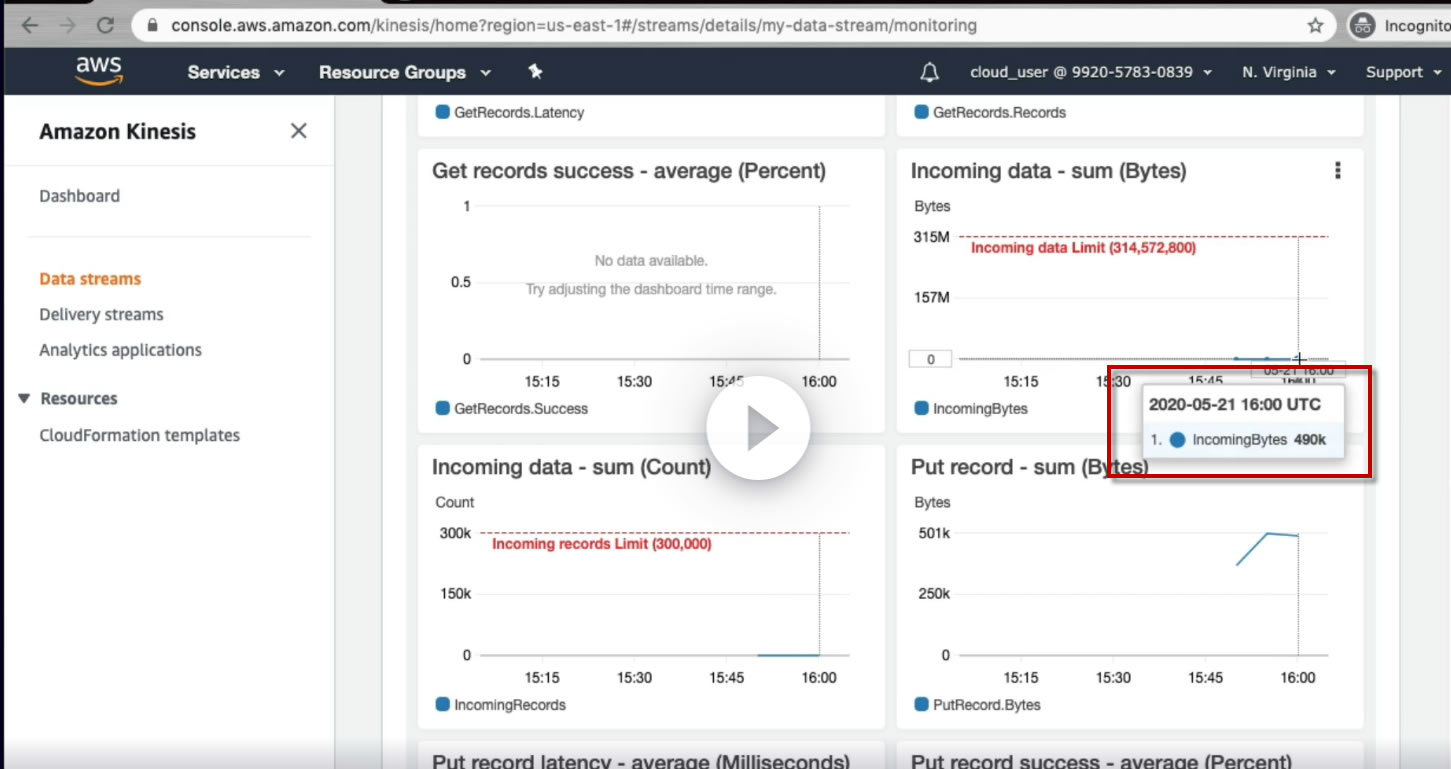 console.aws.amazon.com/kinesis/home?region=us-east-1#/streams/details/my-data-stream/monitoring
Incognito
aws
Services
Resource Groups
cloud_user @ 9920-5783-0839
N. Virginia
Support
Amazon Kinesis
Dashboard
Data streams
Delivery streams
Analytics applications
Resources
CloudFormation templates
GetRecords.Latency
GetRecords.Records
Get records success - average (Percent)
1
No data available.
0.5
Try adjusting the dashboard time range.
0
15:15 15:30 15:45 16:00
GetRecords.Success
Incoming data - sum (Bytes)
Bytes
315M
Incoming data Limit (314,572,800)
157M
0
05-21 16:00
15:15 15:30 15:45 16:00
IncomingBytes
2020-05-21 16:00 UTC
1. IncomingBytes 490k
Incoming data - sum (Count)
Count
300k
Incoming records Limit (300,000)
150k
0
15:15 15:30 15:45 16:00
IncomingRecords
Put record - sum (Bytes)
Bytes
501k
250k
0
15:15 15:30 15:45 16:00
PutRecord.Bytes
Put record latency - average (Milliseconds)
Put record success - average (Percent)